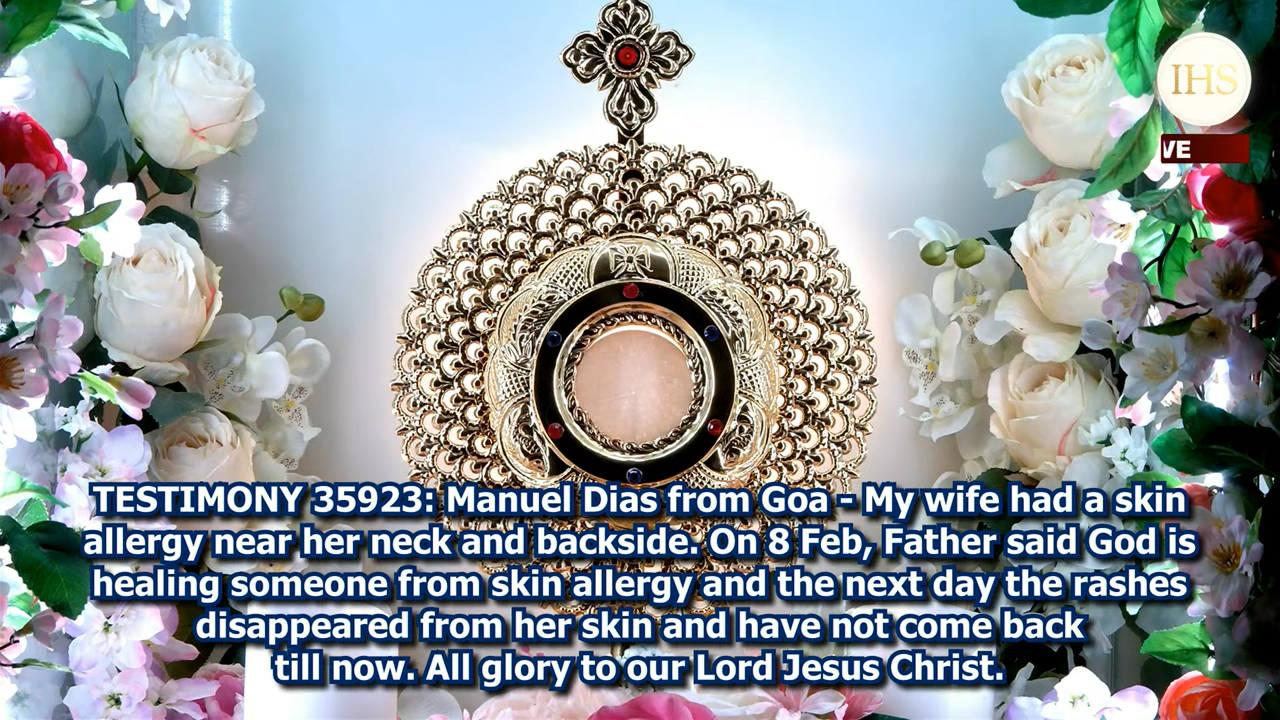 IHS
VE
TESTIMONY 35923: Manuel Dias from Goa - My wife had a skin
allergy near her neck and backside. On 8 Feb, Father said God is
healing someone from skin allergy and the next day the rashes
disappeared from her skin and have not come back
till now. All glory to our Lord Jesus Christ.